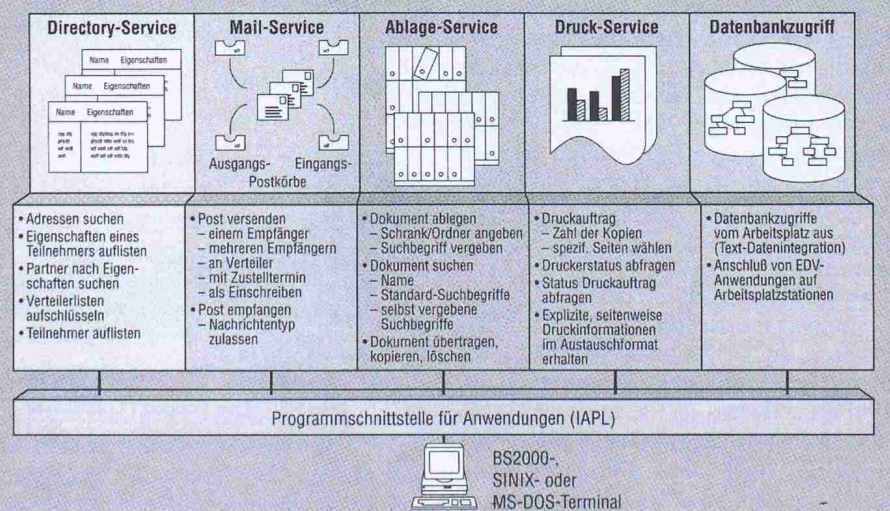 Directory-Service
Name Eigenschaften
Name Eigenschaften
Name Eigenschaften
Mail-Service
Ausgangs- Eingangs-
Postkörbe
Ablage-Service
Druck-Service
Datenbankzugriff
• Adressen suchen
• Eigenschaften eines
Teilnehmers auflisten
• Partner nach Eigen-
schaften suchen
• Verteilerlisten
aufschlüsseln
• Teilnehmer auflisten
• Post versenden
– einem Empfänger
– mehreren Empfängern
– an Verteiler
– mit Zustelltermin
– als Einschreiben
• Post empfangen
– Nachrichtentyp
zulassen
• Dokument ablegen
– Schrank/Ordner angeben
– Suchbegriff vergeben
• Dokument suchen
– Name
– Standard-Suchbegriffe
– selbst vergebene
Suchbegriffe
• Dokument übertragen,
kopieren, löschen
• Druckauftrag
– Zahl der Kopien
– spezif. Seiten wählen
• Druckerstatus abfragen
• Status Druckauftrag
abfragen
• Explizite, seitenweise
Druckinformationen
im Austauschformat
erhalten
• Datenbankzugriffe
vom Arbeitsplatz aus
(Text-Datenintegration)
• Anschluß von EDV-
Anwendungen auf
Arbeitsplatzstationen
Programmschnittstelle für Anwendungen (IAPL)
BS2000-,
SINIX- oder
MS-DOS-Terminal